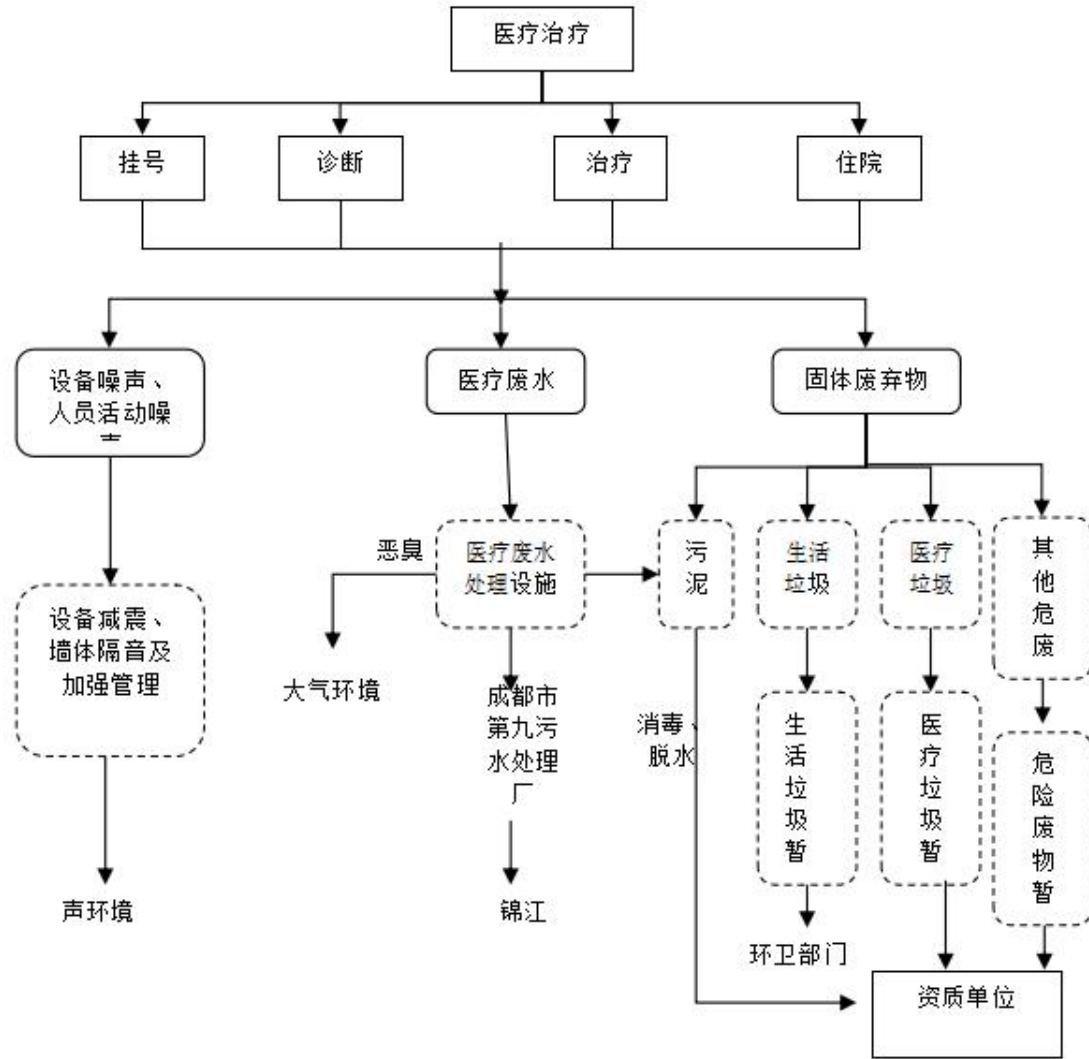 医疗治疗
挂号
诊断
治疗
住院
设备噪声、
人员活动噪
医疗废水
固体废弃物
恶臭
医疗废水
处理设施
污
泥
生活
垃圾
医疗
垃圾
其
他
危
废
设备减震、
墙体隔音及
加强管理
大气环境
成都市
第九污
水处理
厂
消毒、
脱水
生
活
垃
圾
暂
医
疗
垃
圾
暂
危
险
废
物
暂
声环境
锦江
环卫部门
资质单位